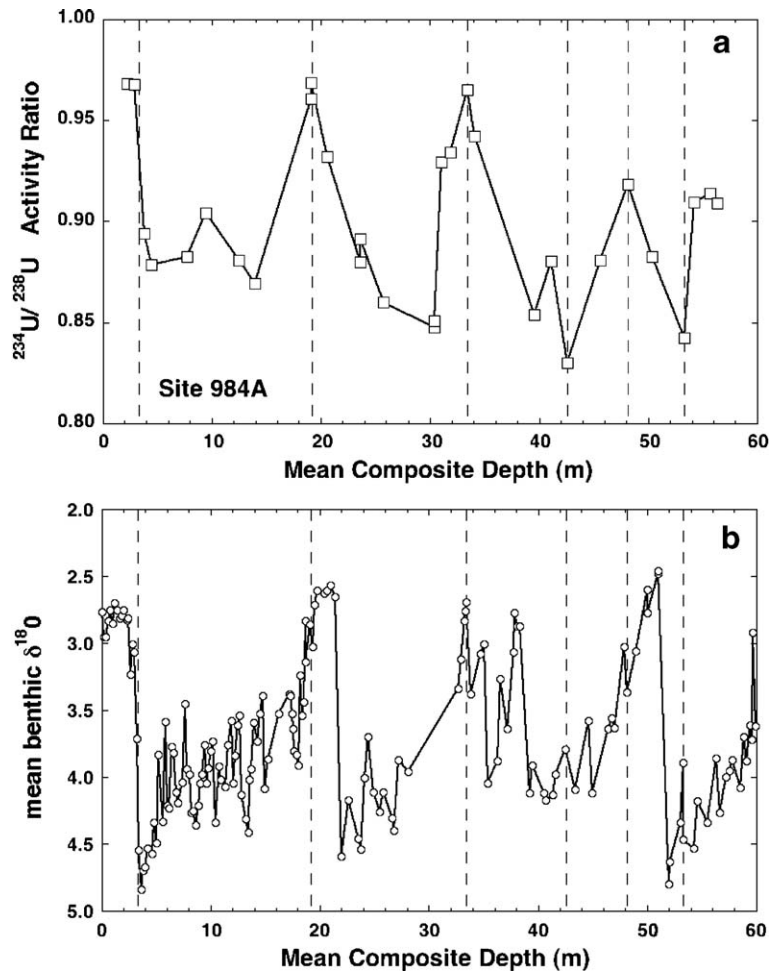 1.00
a
0.95
0.90
0.85
0.80
²³⁴U/ ²³⁸U Activity Ratio
Site 984A
0 10 20 30 40 50 60
Mean Composite Depth (m)
2.0
b
2.5
3.0
3.5
4.0
4.5
5.0
mean benthic δ¹⁸0
0 10 20 30 40 50 60
Mean Composite Depth (m)